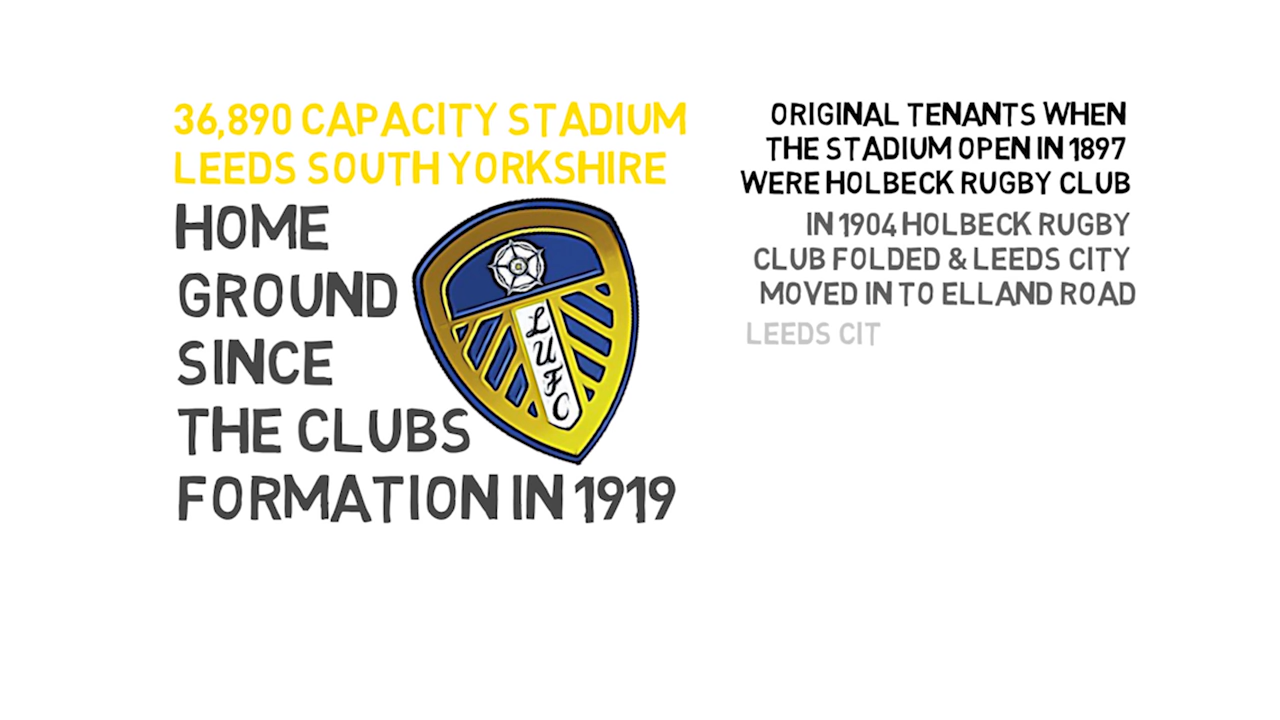 36,890 CAPACITY STADIUM
LEEDS SOUTH YORKSHIRE
HOME
GROUND
SINCE
THE CLUBS
FORMATION IN 1919
LUFC
ORIGINAL TENANTS WHEN
THE STADIUM OPEN IN 1897
WERE HOLBECK RUGBY CLUB
IN 1904 HOLBECK RUGBY
CLUB FOLDED & LEEDS CITY
MOVED IN TO ELLAND ROAD
LEEDS CIT